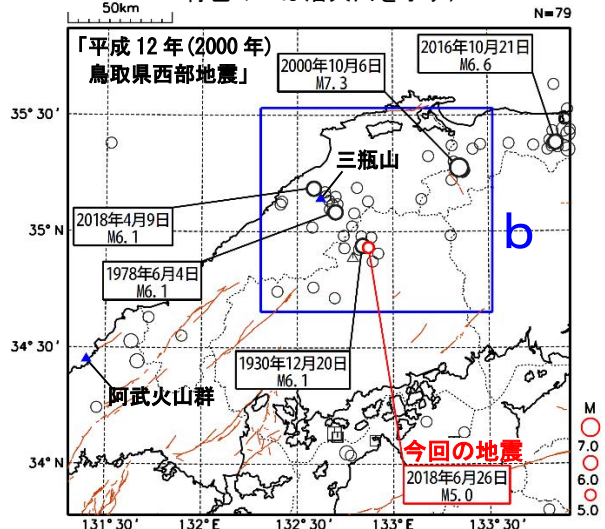 50km
N=79
「平成 12 年(2000 年)
鳥取県西部地震」
2000年10月6日
M7.3
2016年10月21日
M6.6
35°30′
三瓶山
2018年4月9日
M6.1
35°N
b
1978年6月4日
M6.1
34°30′
1930年12月20日
M6.1
阿武火山群
今回の地震
2018年6月26日
M5.0
34°N
M
7.0
6.0
5.0
131.5°
132°E
132.5°
133°E
133.5°